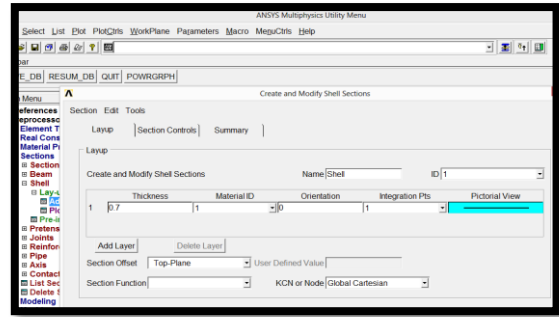 ANSYS Multiphysics Utility Menu
Select List Plot PlotCtrls WorkPlane Parameters Macro MenuCtrls Help
bar
E_DB RESUM_DB QUIT POWRGRPH
Menu
Create and Modify Shell Sections
eferences
Section Edit Tools
eprocesso
Element T
Layup Section Controls Summary
Real Cons
Material Pr
Layup
Sections
Section
Beam
Create and Modify Shell Sections Name Shell ID 1
Shell
Lay-u
Thickness Material ID Orientation Integration Pts Pictorial View
Ad
1 0.7 1 0 1
Plo
Pre-i
Pretens
Joints
Add Layer Delete Layer
Reinfor
Pipe
Section Offset Top-Plane User Defined Value
Axis
Contact
Section Function KCN or Node Global Cartesian
List Sec
Delete S
Modeling